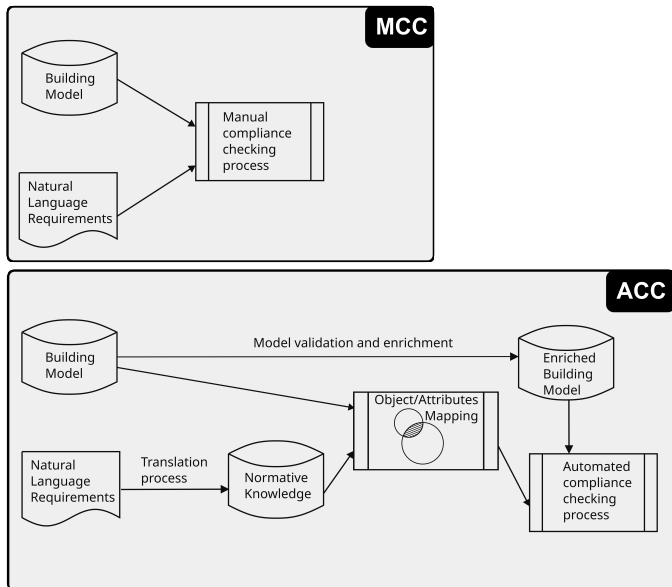 MCC
Building
Model
Manual
compliance
checking
process
Natural
Language
Requirements
ACC
Building
Model
Model validation and enrichment
Enriched
Building
Model
Object/Attributes
Mapping
Natural
Language
Requirements
Translation
process
Normative
Knowledge
Automated
compliance
checking
process